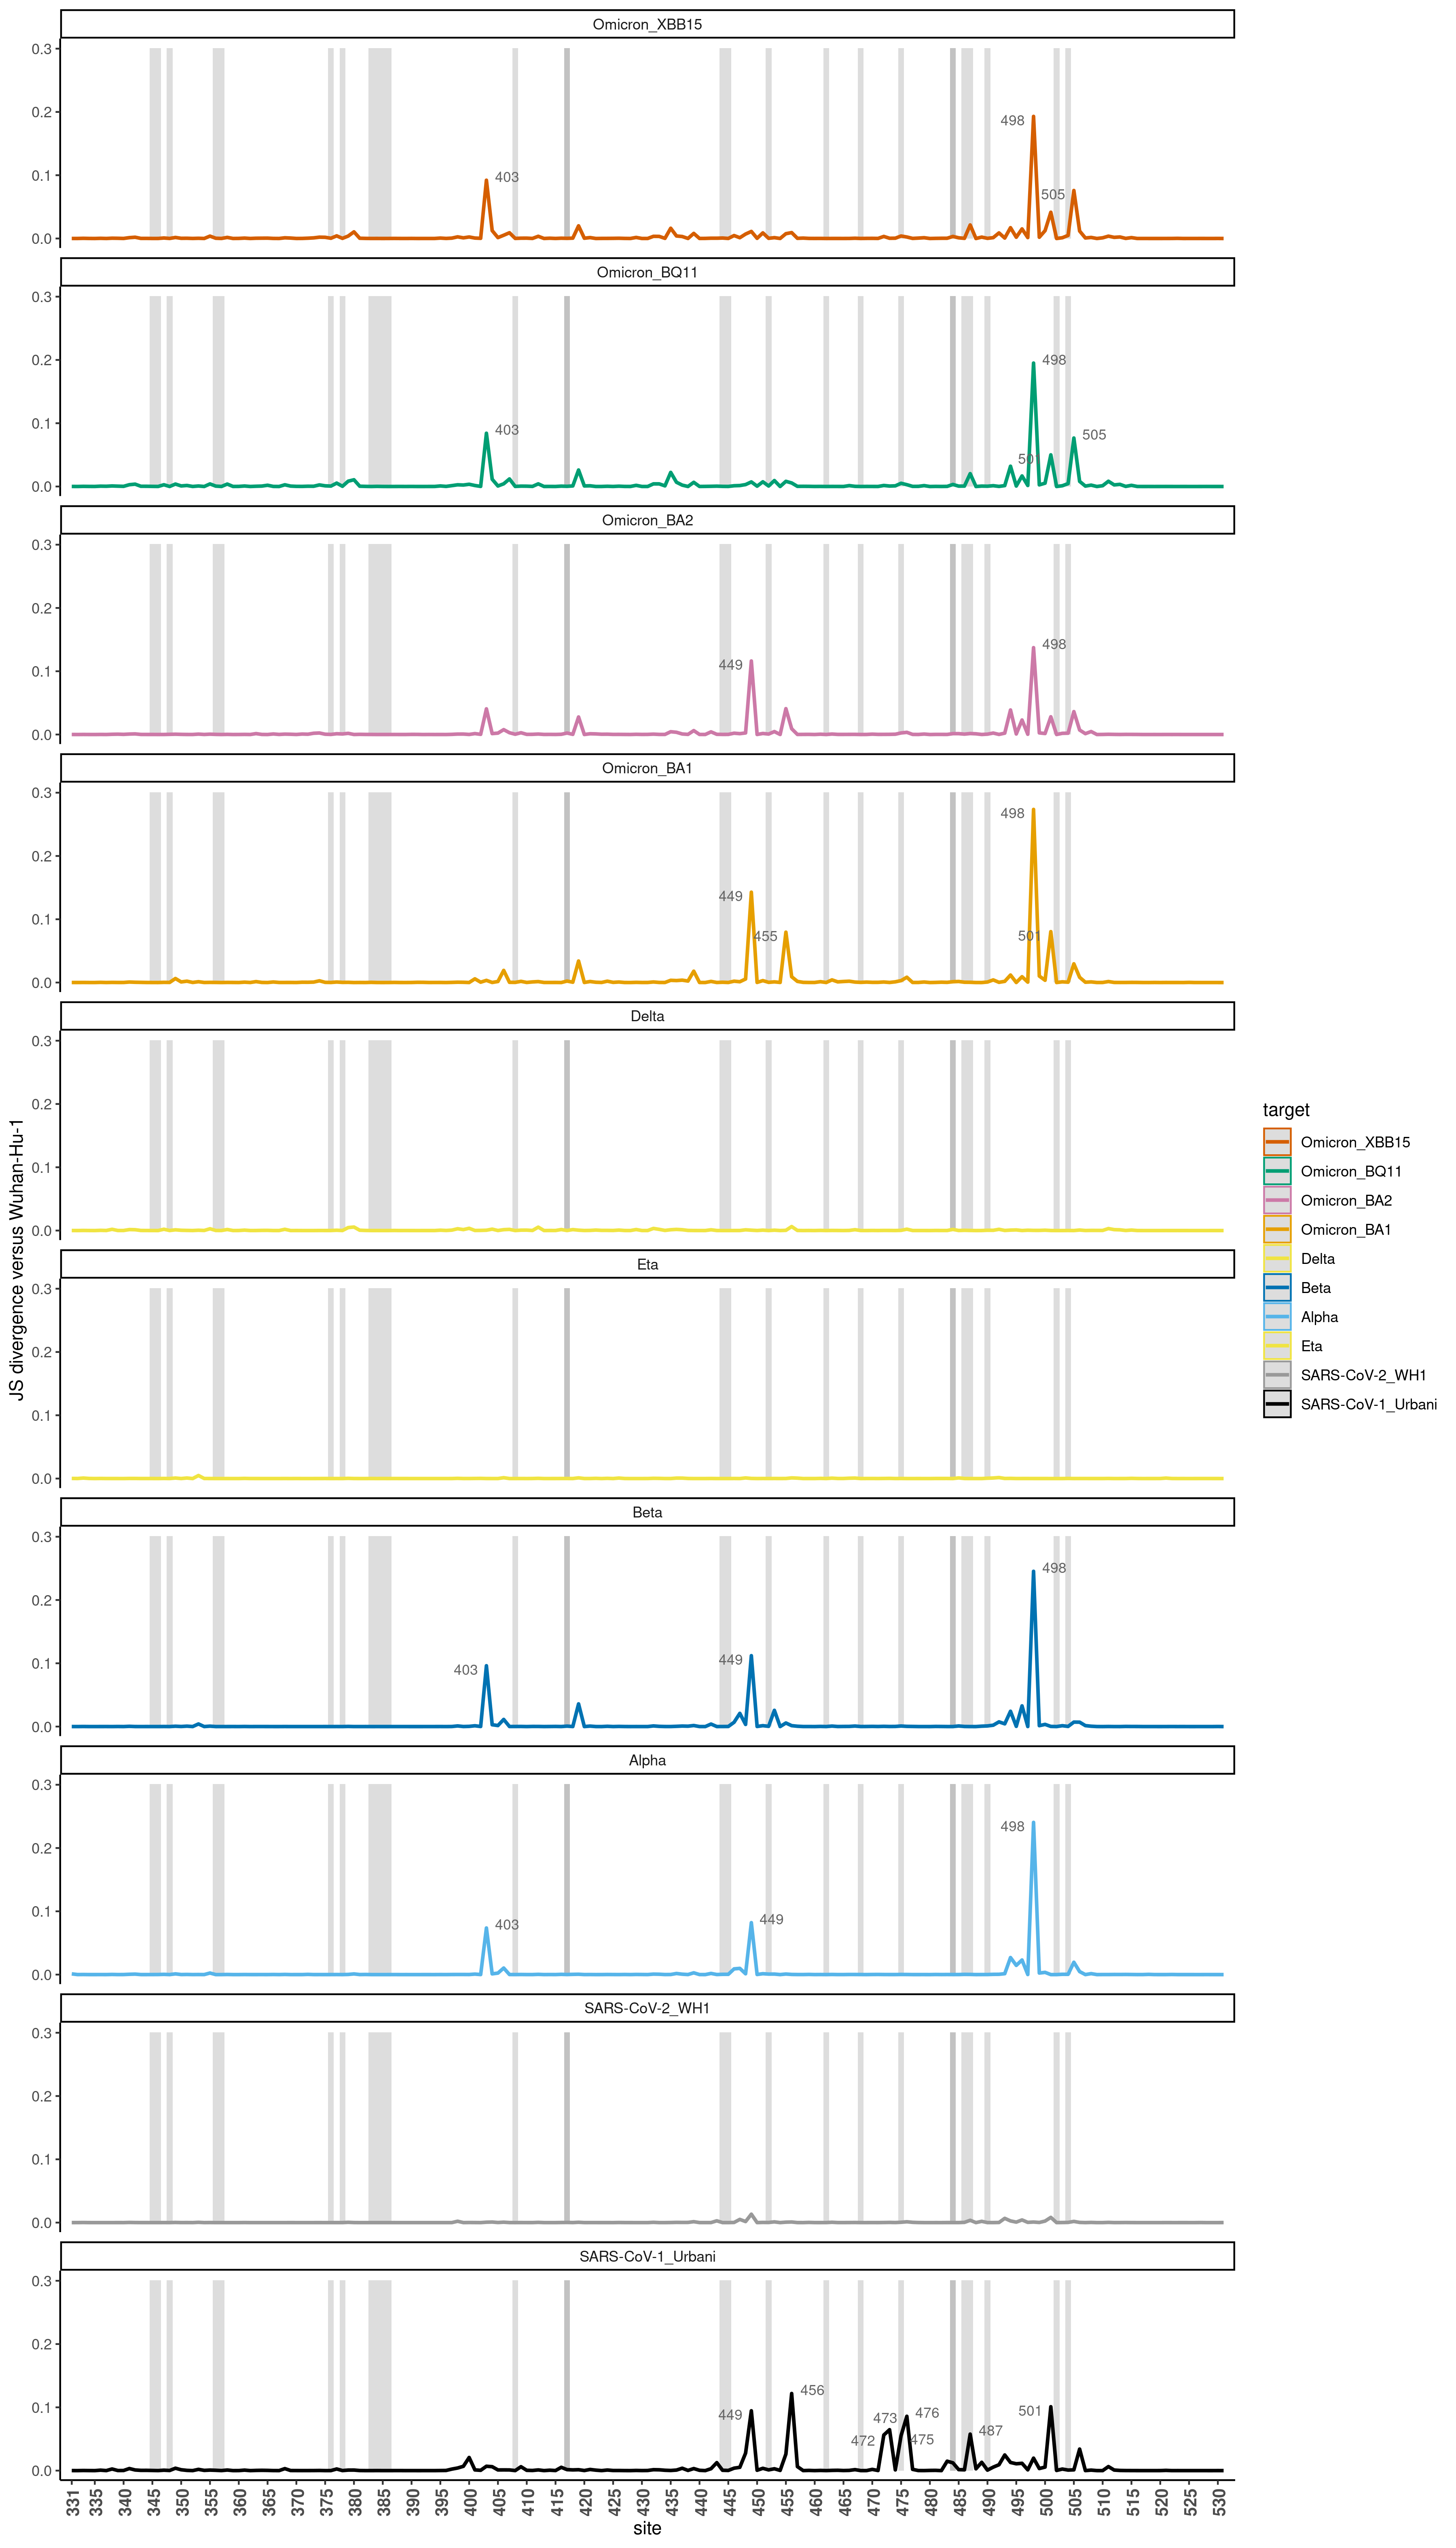 Omicron_XBB15
0.3
0.2
0.1
0.0
403
498
505
Omicron_BQ11
0.3
0.2
0.1
0.0
403
498
501
505
Omicron_BA2
0.3
0.2
0.1
0.0
449
498
Omicron_BA1
0.3
0.2
0.1
0.0
449
455
498
501
Delta
0.3
0.2
0.1
0.0
Eta
0.3
0.2
0.1
0.0
Beta
0.3
0.2
0.1
0.0
403
449
498
Alpha
0.3
0.2
0.1
0.0
403
449
498
SARS-CoV-2_WH1
0.3
0.2
0.1
0.0
SARS-CoV-1_Urbani
0.3
0.2
0.1
0.0
449
456
472
473
475
476
487
501
331 335 340 345 350 355 360 365 370 375 380 385 390 395 400 405 410 415 420 425 430 435 440 445 450 455 460 465 470 475 480 485 490 495 500 505 510 515 520 525 530
site
JS divergence versus Wuhan-Hu-1
target
Omicron_XBB15
Omicron_BQ11
Omicron_BA2
Omicron_BA1
Delta
Beta
Alpha
Eta
SARS-CoV-2_WH1
SARS-CoV-1_Urbani